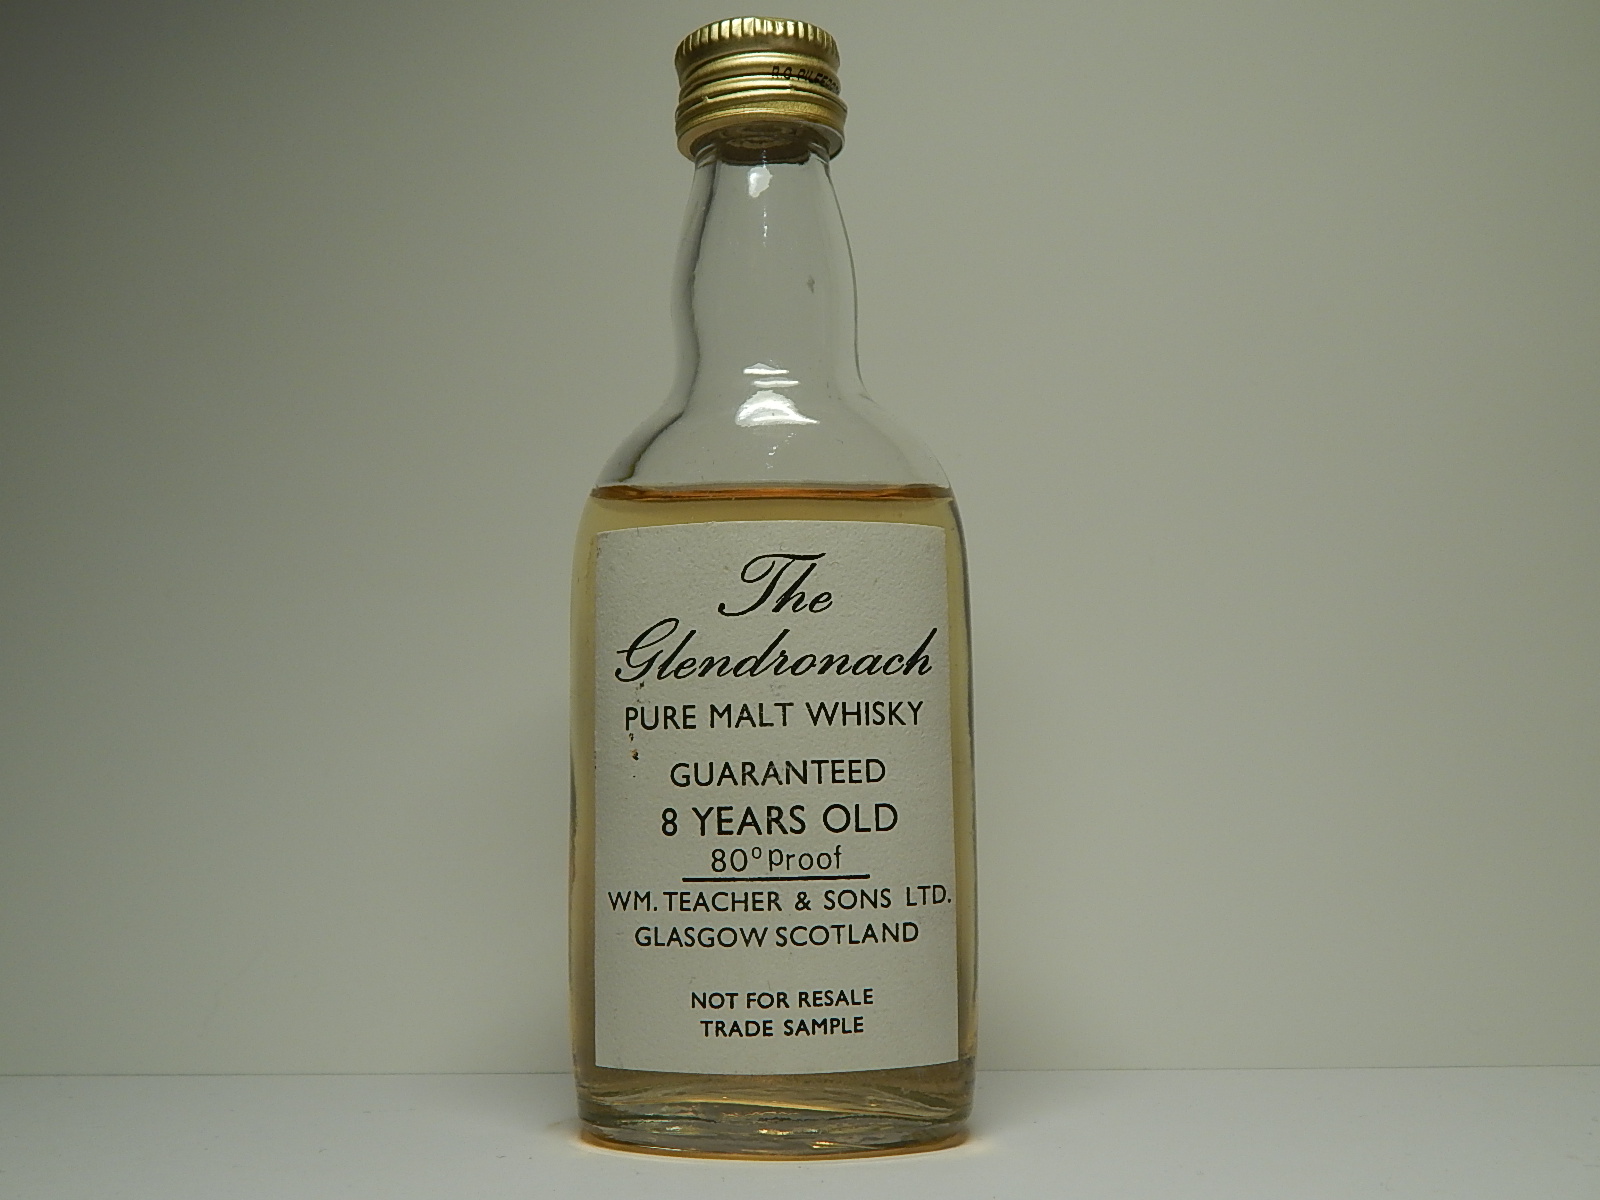 The
Glendronach
PURE MALT WHISKY
GUARANTEED
8 YEARS OLD
80° proof
WM. TEACHER & SONS LTD.
GLASGOW SCOTLAND
NOT FOR RESALE
TRADE SAMPLE